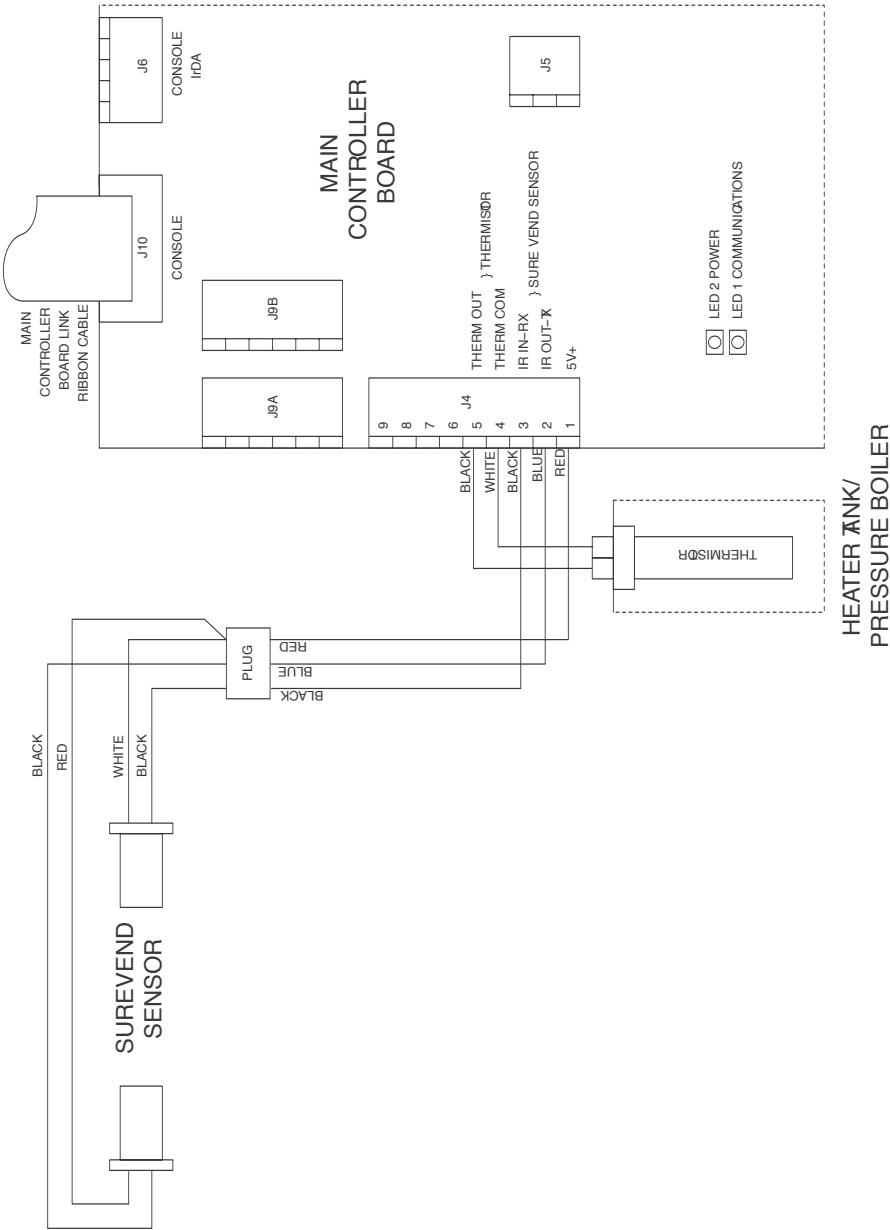 J6
CONSOLE
IrDA
J5
MAIN
CONTROLLER
BOARD
J10
CONSOLE
MAIN
CONTROLLER
BOARD LINK
RIBBON CABLE
J9B
J9A
J4
9
8
7
6
5
4
3
2
1
THERM OUT
THERM COM
} THERMISTOR
IR IN-RX
IR OUT-TX
} SURE VEND SENSOR
5V+
LED 2 POWER
LED 1 COMMUNICATIONS
BLACK
WHITE
BLACK
BLUE
RED
THERMISTOR
HEATER TANK/
PRESSURE BOILER
PLUG
RED
BLUE
BLACK
BLACK
RED
WHITE
BLACK
SUREVEND
SENSOR